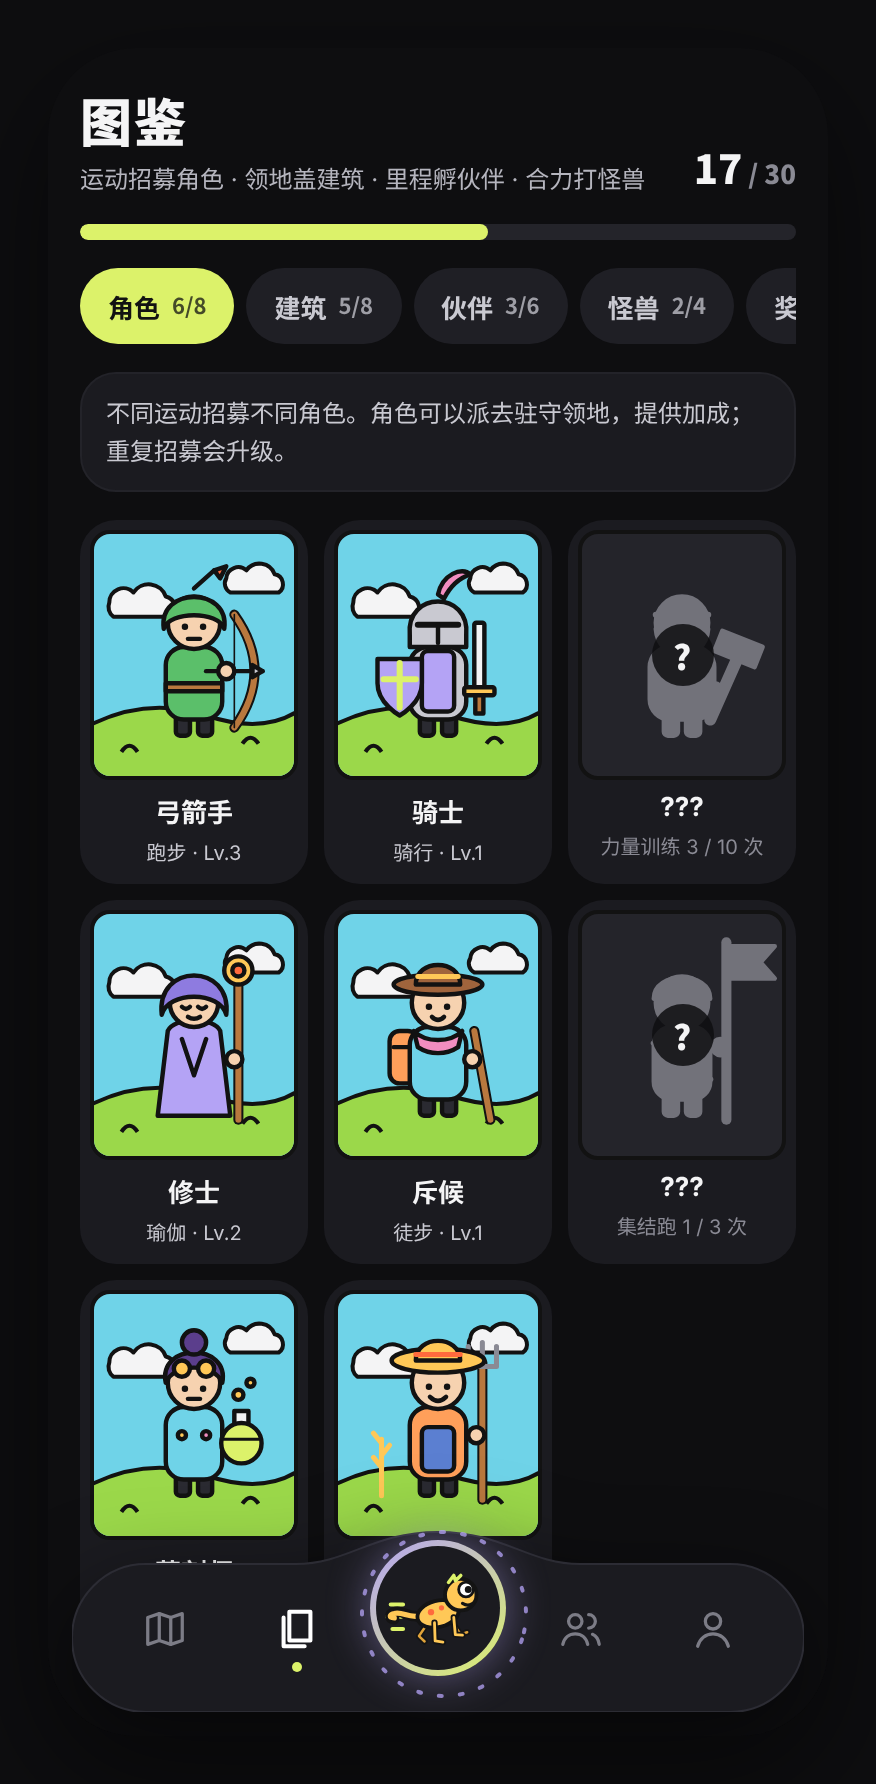 图鉴
运动招募角色 · 领地盖建筑 · 里程孵伙伴 · 合力打怪兽
17 / 30
角色 6/8
建筑 5/8
伙伴 3/6
怪兽 2/4
奖
不同运动招募不同角色。角色可以派去驻守领地，提供加成；
重复招募会升级。
弓箭手
跑步 · Lv.3
骑士
骑行 · Lv.1
?
???
力量训练 3 / 10 次
修士
瑜伽 · Lv.2
斥候
徒步 · Lv.1
?
???
集结跑 1 / 3 次